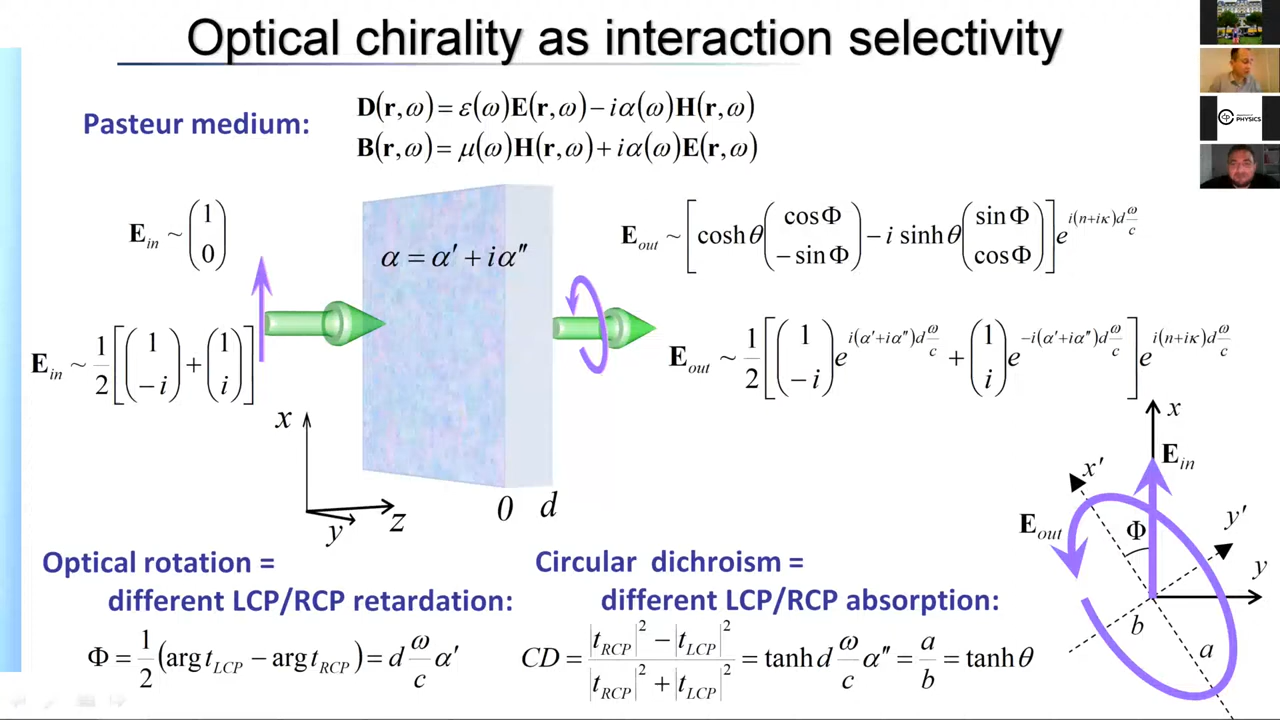 Optical chirality as interaction selectivity
Pasteur medium:
D(r,ω)=ε(ω)E(r,ω)−iα(ω)H(r,ω)
B(r,ω)=μ(ω)H(r,ω)+iα(ω)E(r,ω)
E_in ~ (1 0)
α = α′ + iα″
E_out ~ [cosh θ (cos Φ −sin Φ) − i sinh θ (sin Φ cos Φ)] e^{i(n+iκ)d ω/c}
E_in ~ 1/2 [(1 −i) + (1 i)]
E_out ~ 1/2 [(1 −i) e^{i(α′+iα″)d ω/c} + (1 i) e^{−i(α′+iα″)d ω/c}] e^{i(n+iκ)d ω/c}
x
y
z
0
d
x
E_in
x′
y′
E_out
Φ
y
b
a
Optical rotation =
different LCP/RCP retardation:
Φ = 1/2 (arg t_LCP − arg t_RCP) = d ω/c α′
Circular dichroism =
different LCP/RCP absorption:
CD = (|t_RCP|^2 − |t_LCP|^2)/(|t_RCP|^2 + |t_LCP|^2) = tanh d ω/c α″ = a/b = tanh θ
PHYSICS